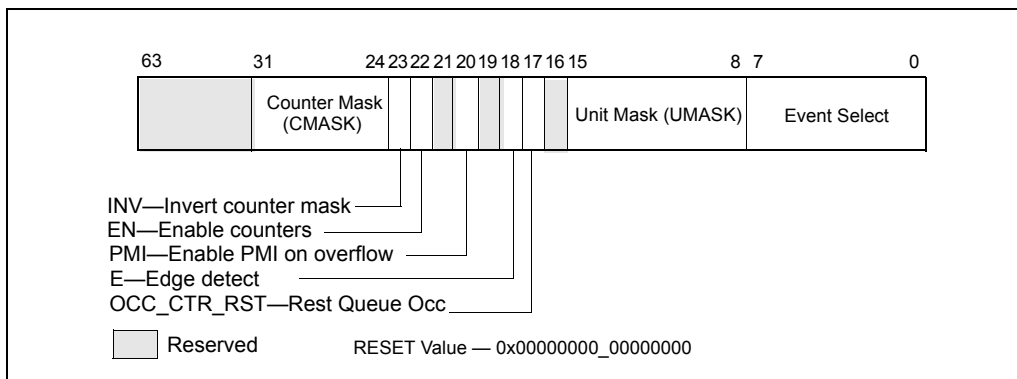 63 31 24 23 22 21 20 19 18 17 16 15 8 7 0
Counter Mask
(CMASK)
Unit Mask (UMASK)
Event Select
INV—Invert counter mask
EN—Enable counters
PMI—Enable PMI on overflow
E—Edge detect
OCC_CTR_RST—Rest Queue Occ
Reserved
RESET Value — 0x00000000_00000000